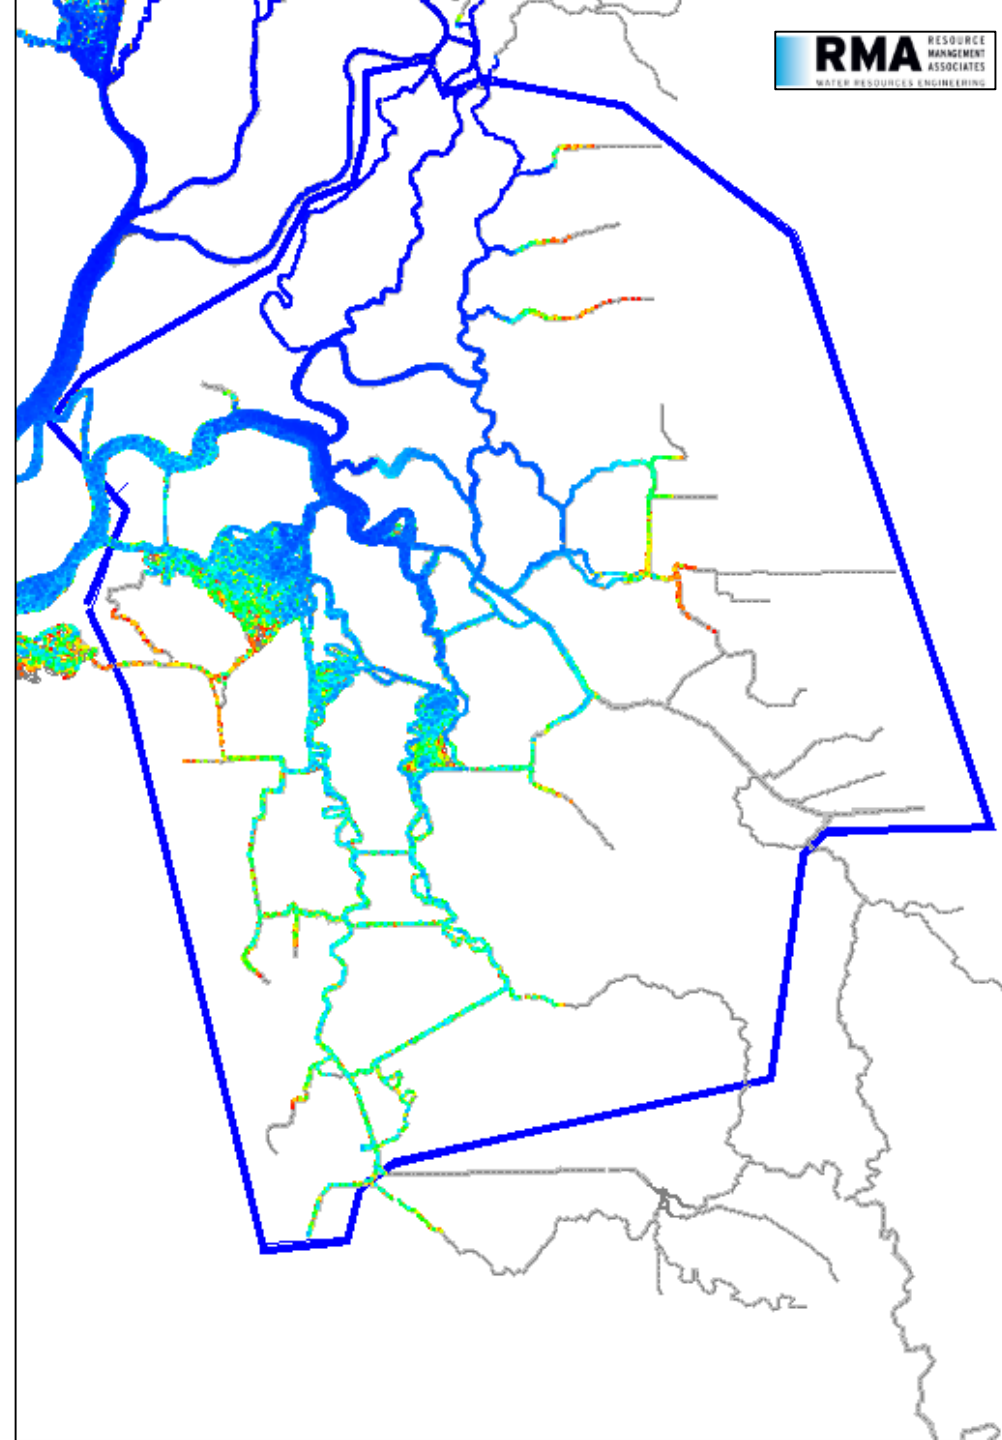 RMA
RESOURCE
MANAGEMENT
ASSOCIATES
WATER RESOURCES ENGINEERING